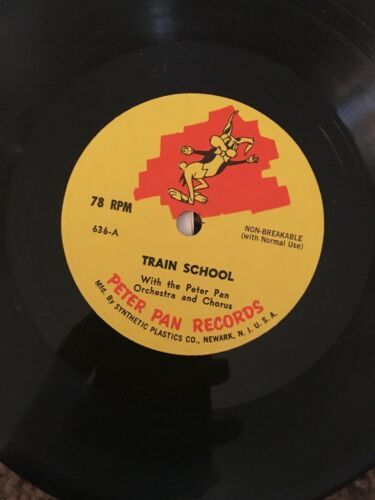 78 RPM
636-A
NON-BREAKABLE
(with Normal Use)
TRAIN SCHOOL
With the Peter Pan
Orchestra and Chorus
PETER PAN RECORDS
Mfd. By SYNTHETIC PLASTICS CO., NEWARK, N. J. U. S. A.